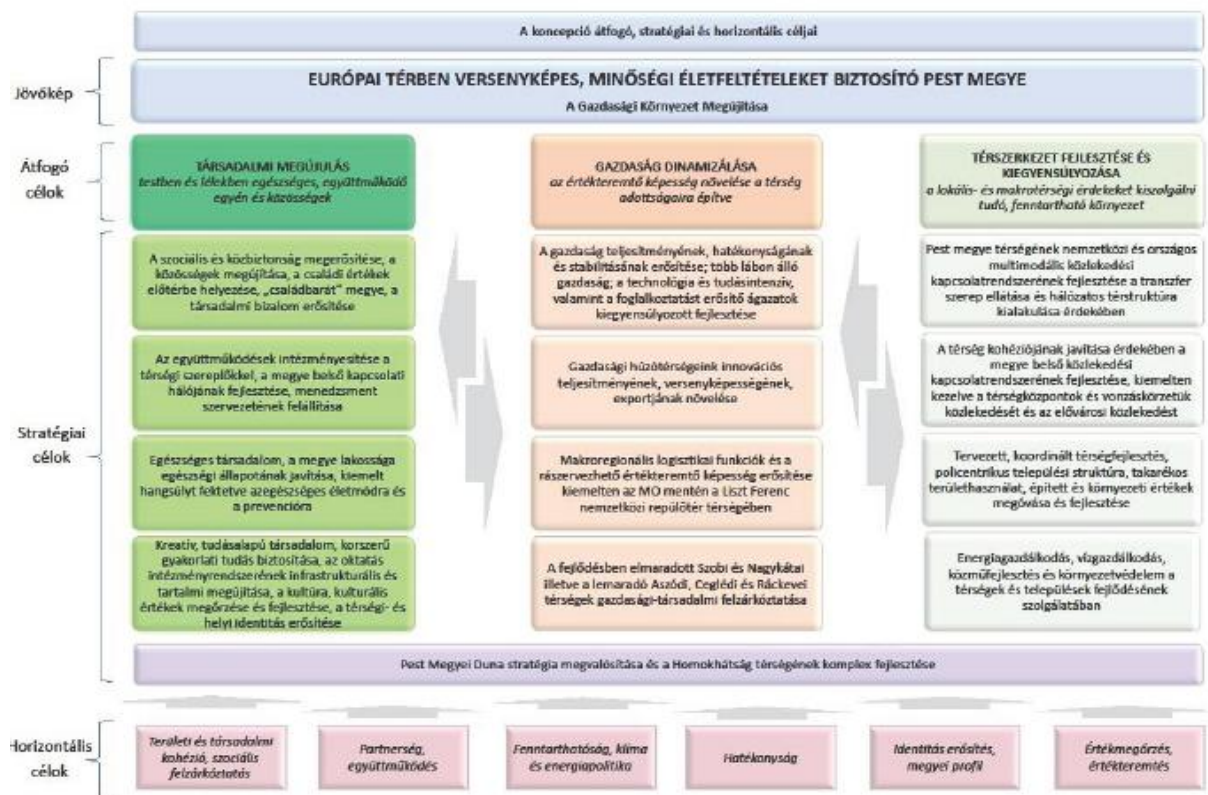 A koncepció átfogó, stratégiai és horizontális céljai
Jövőkép
EURÓPAI TÉRBEN VERSENYKÉPES, MINŐSÉGI ÉLETFELTÉTELEKET BIZTOSÍTÓ PEST MEGYE
A Gazdasági Környezet Megújítása
Átfogó
célok
TÁRSADALMI MEGÚJULÁS
testben és lélekben egészséges, együttműködő
egyén és közösségek
GAZDASÁG DINAMIZÁLÁSA
az értékteremtő képesség növelése a térség
adottságaira építve
TÉRSZERKEZET FEJLESZTÉSE ÉS
KIEGYENSÚLYOZÁSA
a lokális- és makrotérségi érdekeket kiszolgálni
tudó, fenntartható környezet
Stratégiai
célok
A szociális és közbiztonság megerősítése, a
közösségek megújítása, a családi értékek
előtérbe helyezése, „családbarát" megye, a
társadalmi bizalom erősítése
Az együttműködések intézményesítése a
térségi szereplőkkel, a megye belső kapcsolati
hálójának fejlesztése, menedzsment
szervezetének felállítása
Egészséges társadalom, a megye lakossága
egészségi állapotának javítása, kiemelt
hangsúlyt fektetve azegészséges életmódra és
a prevencióra
Kreatív, tudásalapú társadalom, korszerű
gyakorlati tudás biztosítása, az oktatás
intézményrendszerének infrastrukturális és
tartalmi megújítása, a kultúra, kulturális
értékek megőrzése és fejlesztése, a térségi- és
helyi identitás erősítése
A gazdaság teljesítményének, hatékonyságának
és stabilitásának erősítése; több lábon álló
gazdaság; a technológia és tudásintenzív,
valamint a foglalkoztatást erősítő ágazatok
kiegyensúlyozott fejlesztése
Gazdasági húzótérségeink innovációs
teljesítményének, versenyképességének,
exportjának növelése
Makroregionális logisztikai funkciók és a
rászervezhető értékteremtő képesség erősítése
kiemelten az MO mentén a Liszt Ferenc
nemzetközi repülőtér térségében
A fejlődésben elmaradott Szobi és Nagykátai
illetve a lemaradó Aszódi, Ceglédi és Ráckevei
térségek gazdasági-társadalmi felzárkóztatása
Pest megye térségének nemzetközi és országos
multimodális közlekedési
kapcsolatrendszerének fejlesztése a transzfer
szerep ellátása és hálózatos térstruktúra
kialakulása érdekében
A térség kohéziójának javítása érdekében a
megye belső közlekedési
kapcsolatrendszerének fejlesztése, kiemelten
kezelve a térségközpontok és vonzáskörzetük
közlekedését és az elővárosi közlekedést
Tervezett, koordinált térségfejlesztés,
policentrikus települési struktúra, takarékos
területhasználat, épített és környezeti értékek
megóvása és fejlesztése
Energiagazdálkodás, vízgazdálkodás,
közműfejlesztés és környezetvédelem a
térségek és települések fejlődésének
szolgálatában
Pest Megyei Duna stratégia megvalósítása és a Homokhátság térségének komplex fejlesztése
Horizontális
célok
Területi és társadalmi
kohézió, szociális
felzárkóztatás
Partnerség,
együttműködés
Fenntarthatóság, klíma
és energiapolitika
Hatékonyság
Identitás erősítés,
megyei profil
Értékmegőrzés,
értékteremtés